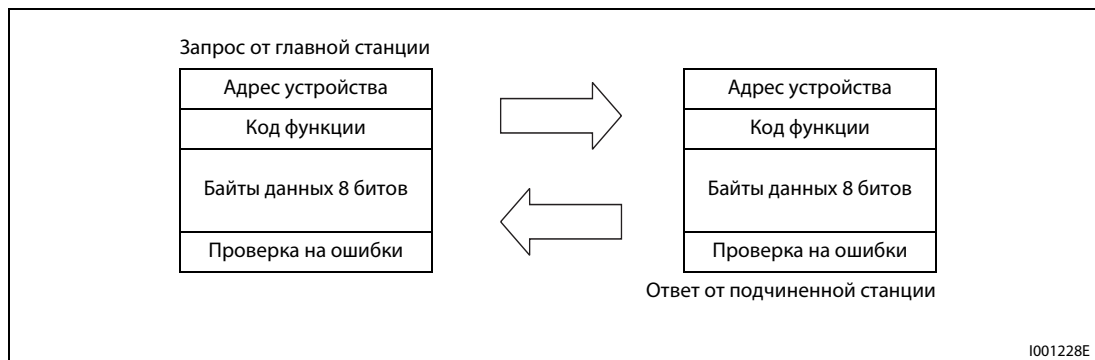 Запрос от главной станции
Адрес устройства
Код функции
Байты данных 8 битов
Проверка на ошибки
Адрес устройства
Код функции
Байты данных 8 битов
Проверка на ошибки
Ответ от подчиненной станции
I001228E